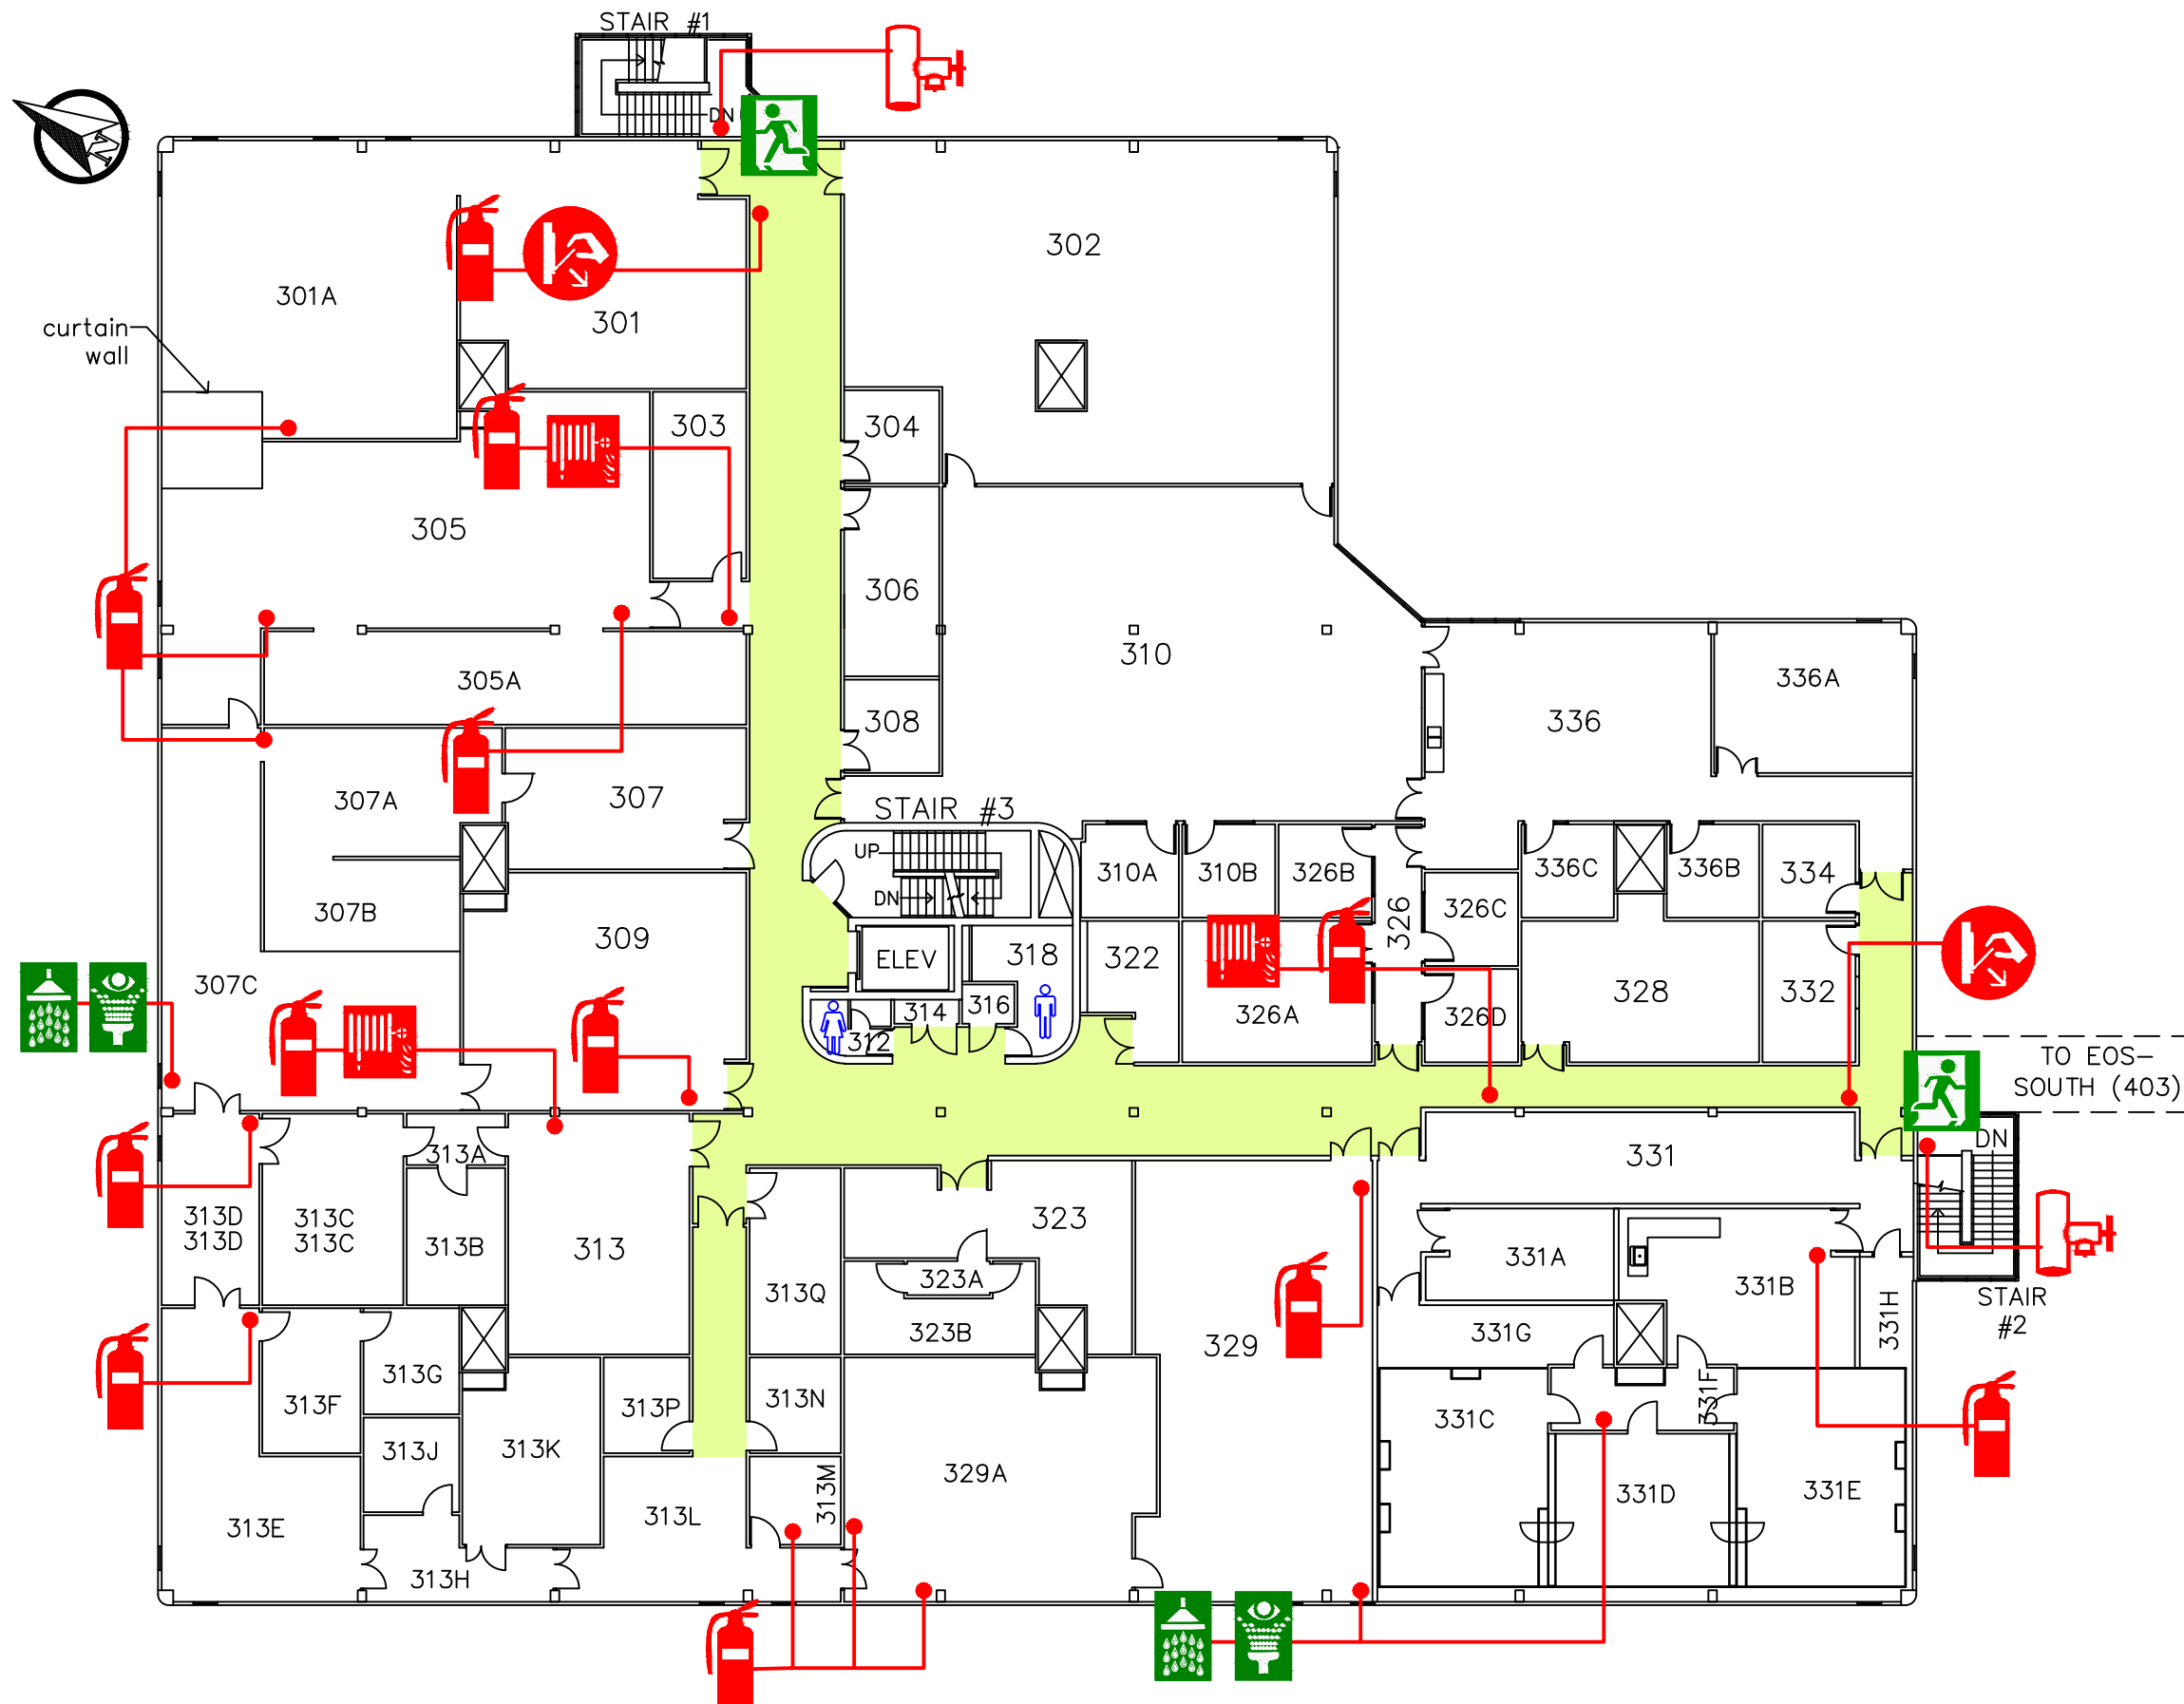 STAIR #1
DN
N
302
301A
301
curtain
wall
303
304
305
306
310
305A
336A
308
336
307A
307
STAIR #3
UP
310A
310B
326B
336C
336B
334
DN
307B
309
326
326C
ELEV
318
322
328
332
307C
314
316
326A
326D
312
TO EOS-
SOUTH (403)
DN
313A
331
313D
313D
313C
313C
313B
313
323
331A
323A
313Q
331B
331H
STAIR
#2
323B
331G
329
313G
313F
313P
313N
331F
331C
313J
313K
329A
313M
331D
331E
313E
313L
313H